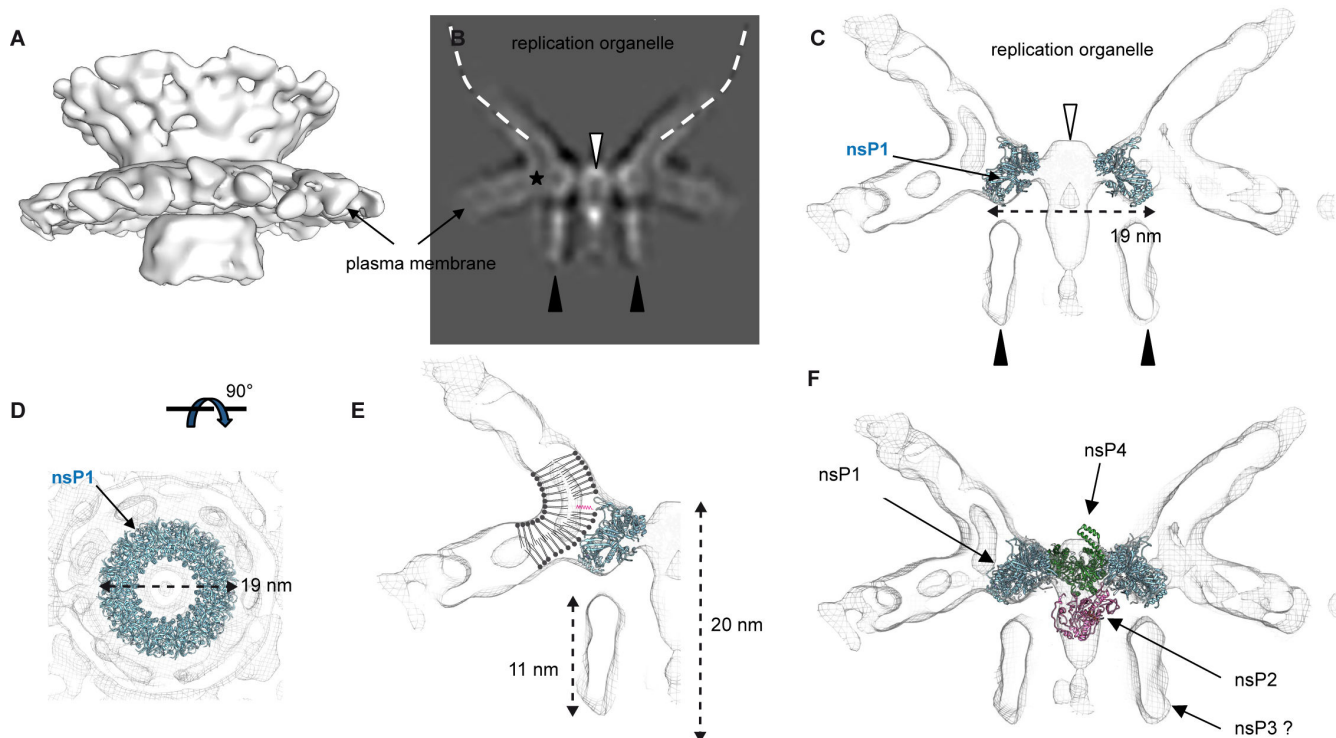 A
B
replication organelle
plasma membrane
C
replication organelle
nsP1
19 nm
D
90°
nsP1
19 nm
E
11 nm
20 nm
F
nsP4
nsP1
nsP2
nsP3 ?